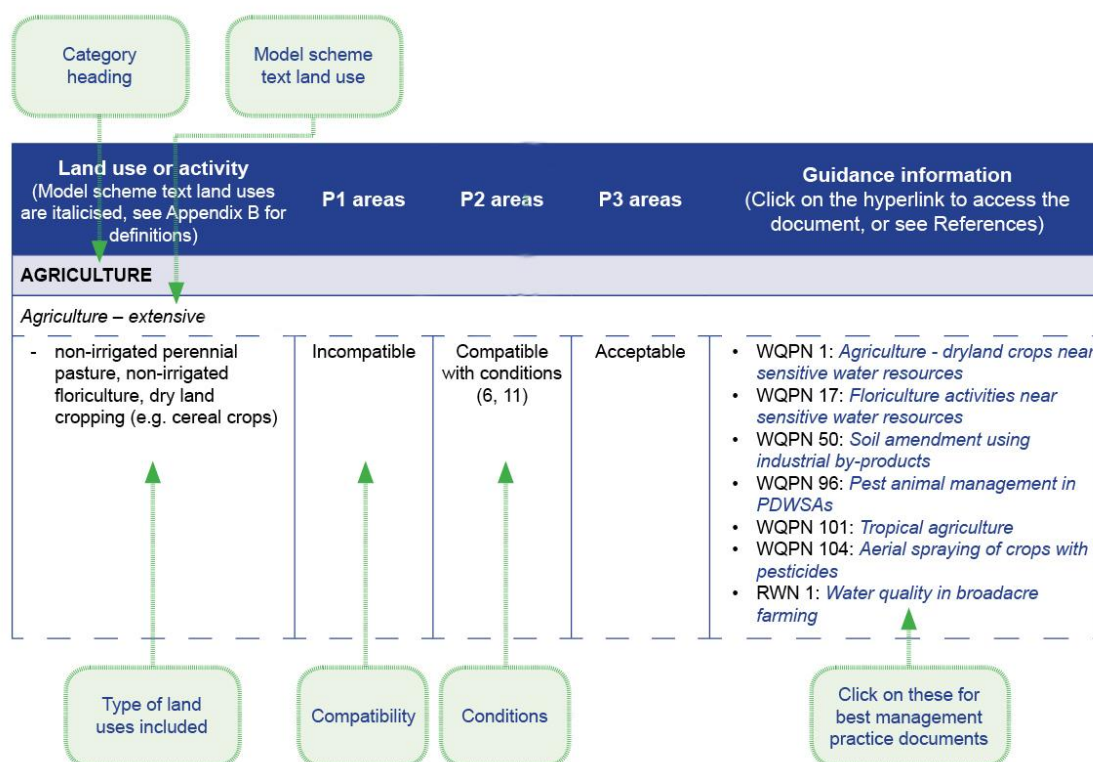 Category
heading
Model scheme
text land use
Land use or activity
(Model scheme text land uses
are italicised, see Appendix B for
definitions)
P1 areas
P2 areas
P3 areas
Guidance information
(Click on the hyperlink to access the
document, or see References)
AGRICULTURE
Agriculture – extensive
- non-irrigated perennial
pasture, non-irrigated
floriculture, dry land
cropping (e.g. cereal crops)
Incompatible
Compatible
with conditions
(6, 11)
Acceptable
• WQPN 1: Agriculture - dryland crops near
sensitive water resources
• WQPN 17: Floriculture activities near
sensitive water resources
• WQPN 50: Soil amendment using
industrial by-products
• WQPN 96: Pest animal management in
PDWSAs
• WQPN 101: Tropical agriculture
• WQPN 104: Aerial spraying of crops with
pesticides
• RWN 1: Water quality in broadacre
farming
Type of land
uses included
Compatibility
Conditions
Click on these for
best management
practice documents